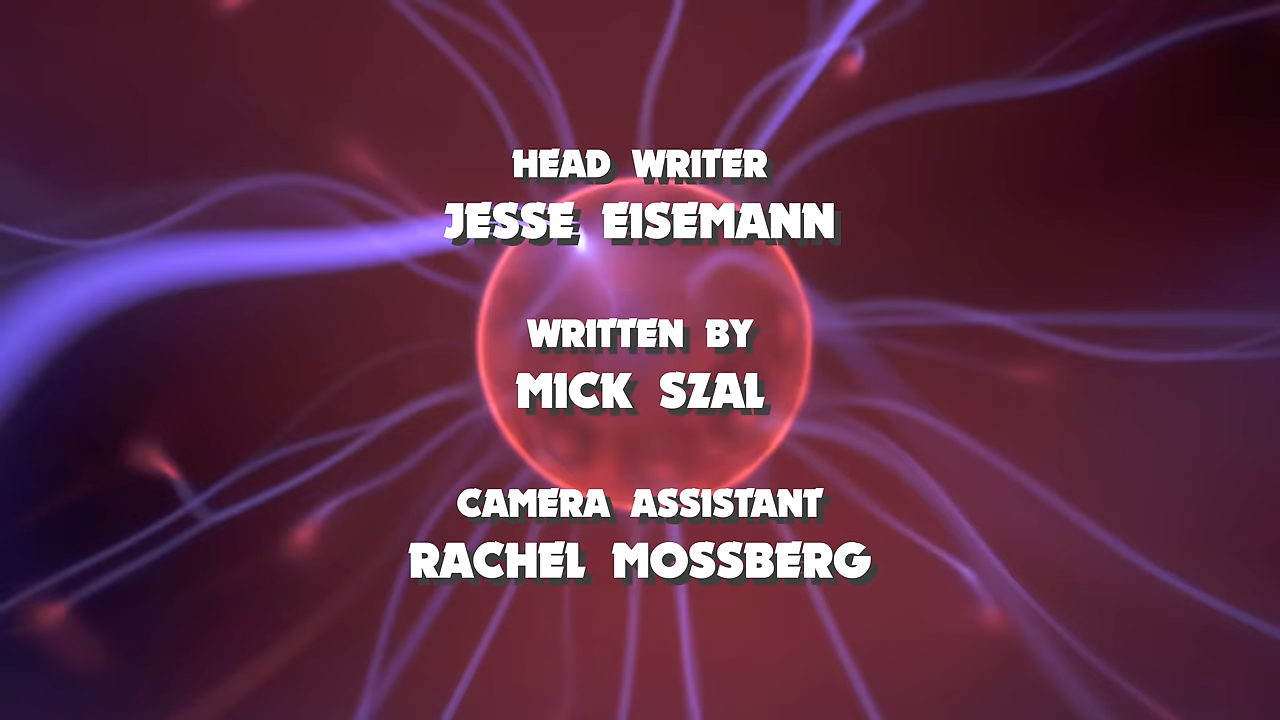 HEAD WRITER
JESSE EISEMANN
WRITTEN BY
MICK SZAL
CAMERA ASSISTANT
RACHEL MOSSBERG